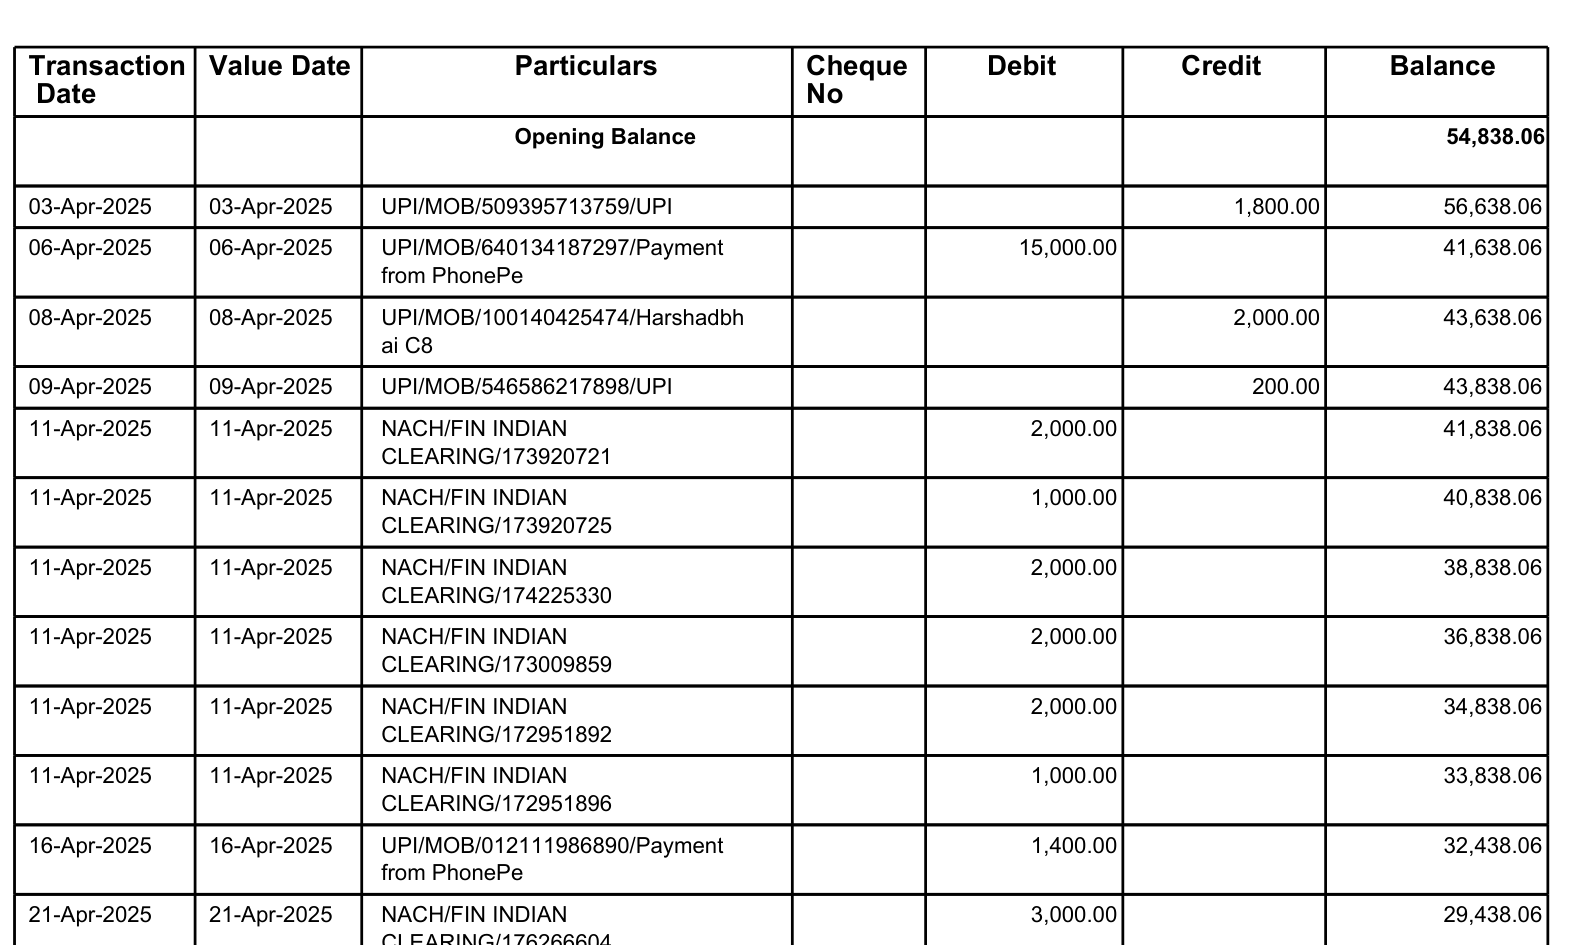 Transaction Date Value Date Particulars Cheque No Debit Credit Balance
Opening Balance 54,838.06
03-Apr-2025 03-Apr-2025 UPI/MOB/509395713759/UPI 1,800.00 56,638.06
06-Apr-2025 06-Apr-2025 UPI/MOB/640134187297/Payment 15,000.00 41,638.06
from PhonePe
08-Apr-2025 08-Apr-2025 UPI/MOB/100140425474/Harshadbh 2,000.00 43,638.06
ai C8
09-Apr-2025 09-Apr-2025 UPI/MOB/546586217898/UPI 200.00 43,838.06
11-Apr-2025 11-Apr-2025 NACH/FIN INDIAN 2,000.00 41,838.06
CLEARING/173920721
11-Apr-2025 11-Apr-2025 NACH/FIN INDIAN 1,000.00 40,838.06
CLEARING/173920725
11-Apr-2025 11-Apr-2025 NACH/FIN INDIAN 2,000.00 38,838.06
CLEARING/174225330
11-Apr-2025 11-Apr-2025 NACH/FIN INDIAN 2,000.00 36,838.06
CLEARING/173009859
11-Apr-2025 11-Apr-2025 NACH/FIN INDIAN 2,000.00 34,838.06
CLEARING/172951892
11-Apr-2025 11-Apr-2025 NACH/FIN INDIAN 1,000.00 33,838.06
CLEARING/172951896
16-Apr-2025 16-Apr-2025 UPI/MOB/012111986890/Payment 1,400.00 32,438.06
from PhonePe
21-Apr-2025 21-Apr-2025 NACH/FIN INDIAN 3,000.00 29,438.06
CLEARING/176266604